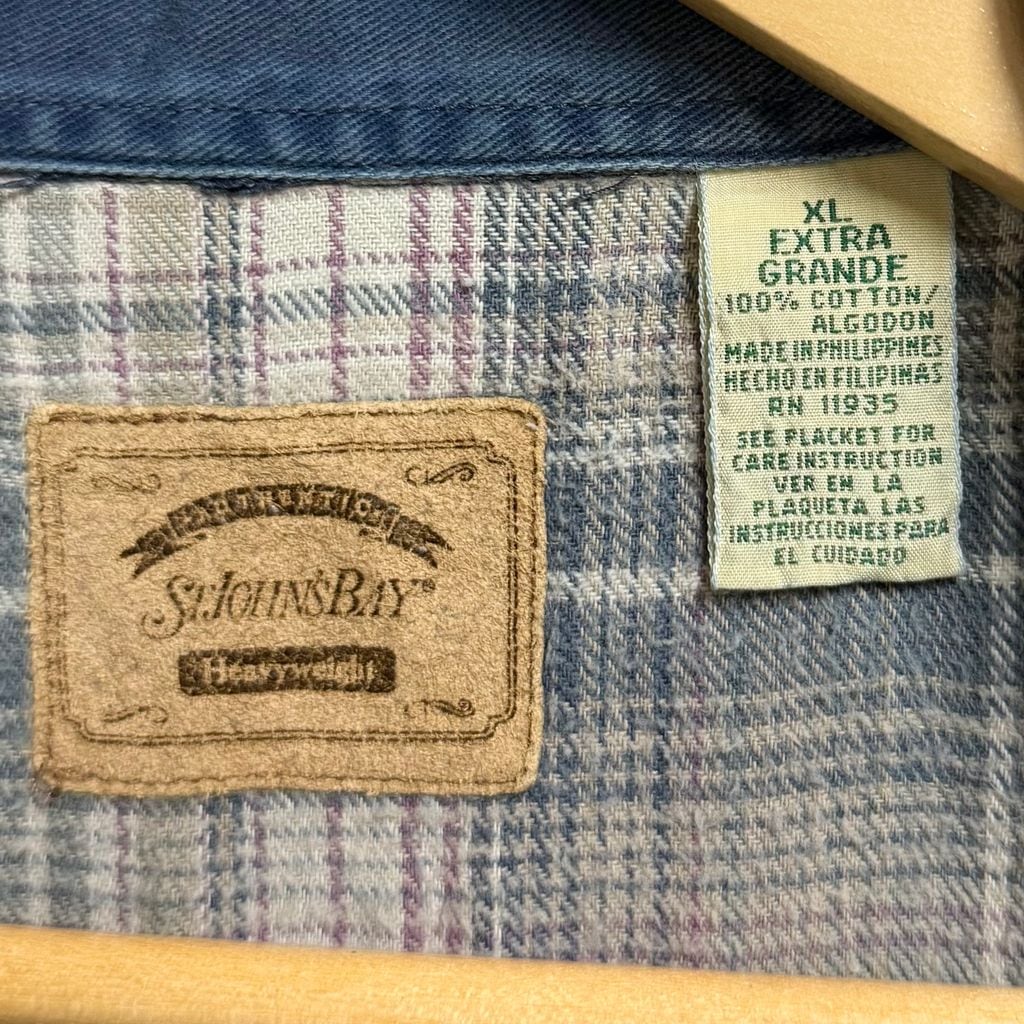 St. John's Bay®
Heavyweight
XL
EXTRA
GRANDE
100% COTTON/
ALGODON
MADE IN PHILIPPINES
HECHO EN FILIPINAS
RN 11935
SEE PLACKET FOR
CARE INSTRUCTION
VER EN LA
PLAQUETA LAS
INSTRUCCIONES PARA
EL CUIDADO